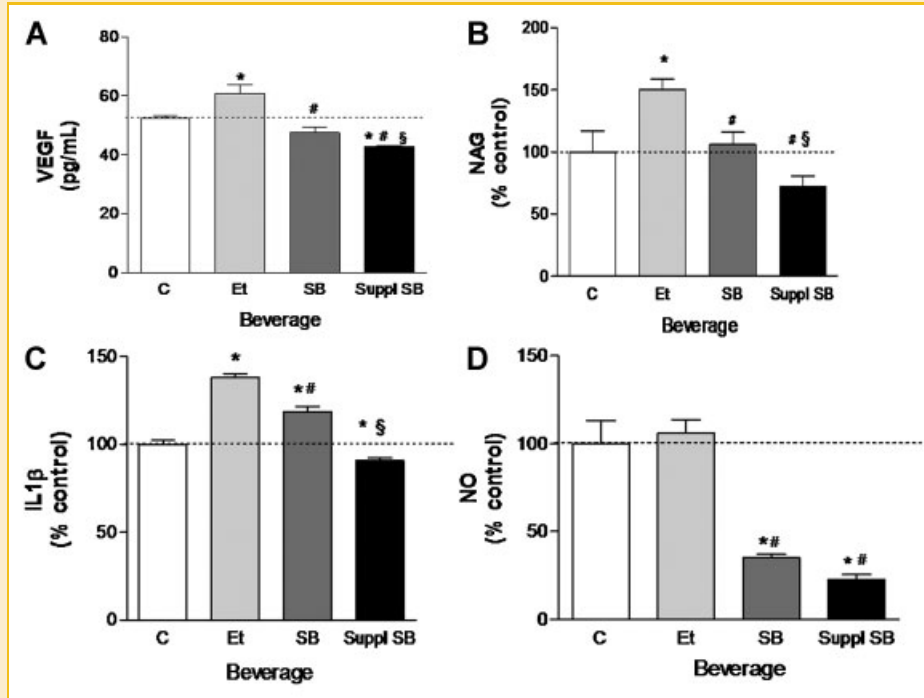 A
VEGF
(pg/mL)
80
60
40
20
0
*
#
* # §
C Et SB Suppl SB
Beverage
B
NAG
(% control)
200
150
100
50
0
*
#
# §
C Et SB Suppl SB
Beverage
C
IL1β
(% control)
150
100
50
0
*
*#
* §
C Et SB Suppl SB
Beverage
D
NO
(% control)
150
100
50
0
*#
* #
C Et SB Suppl SB
Beverage